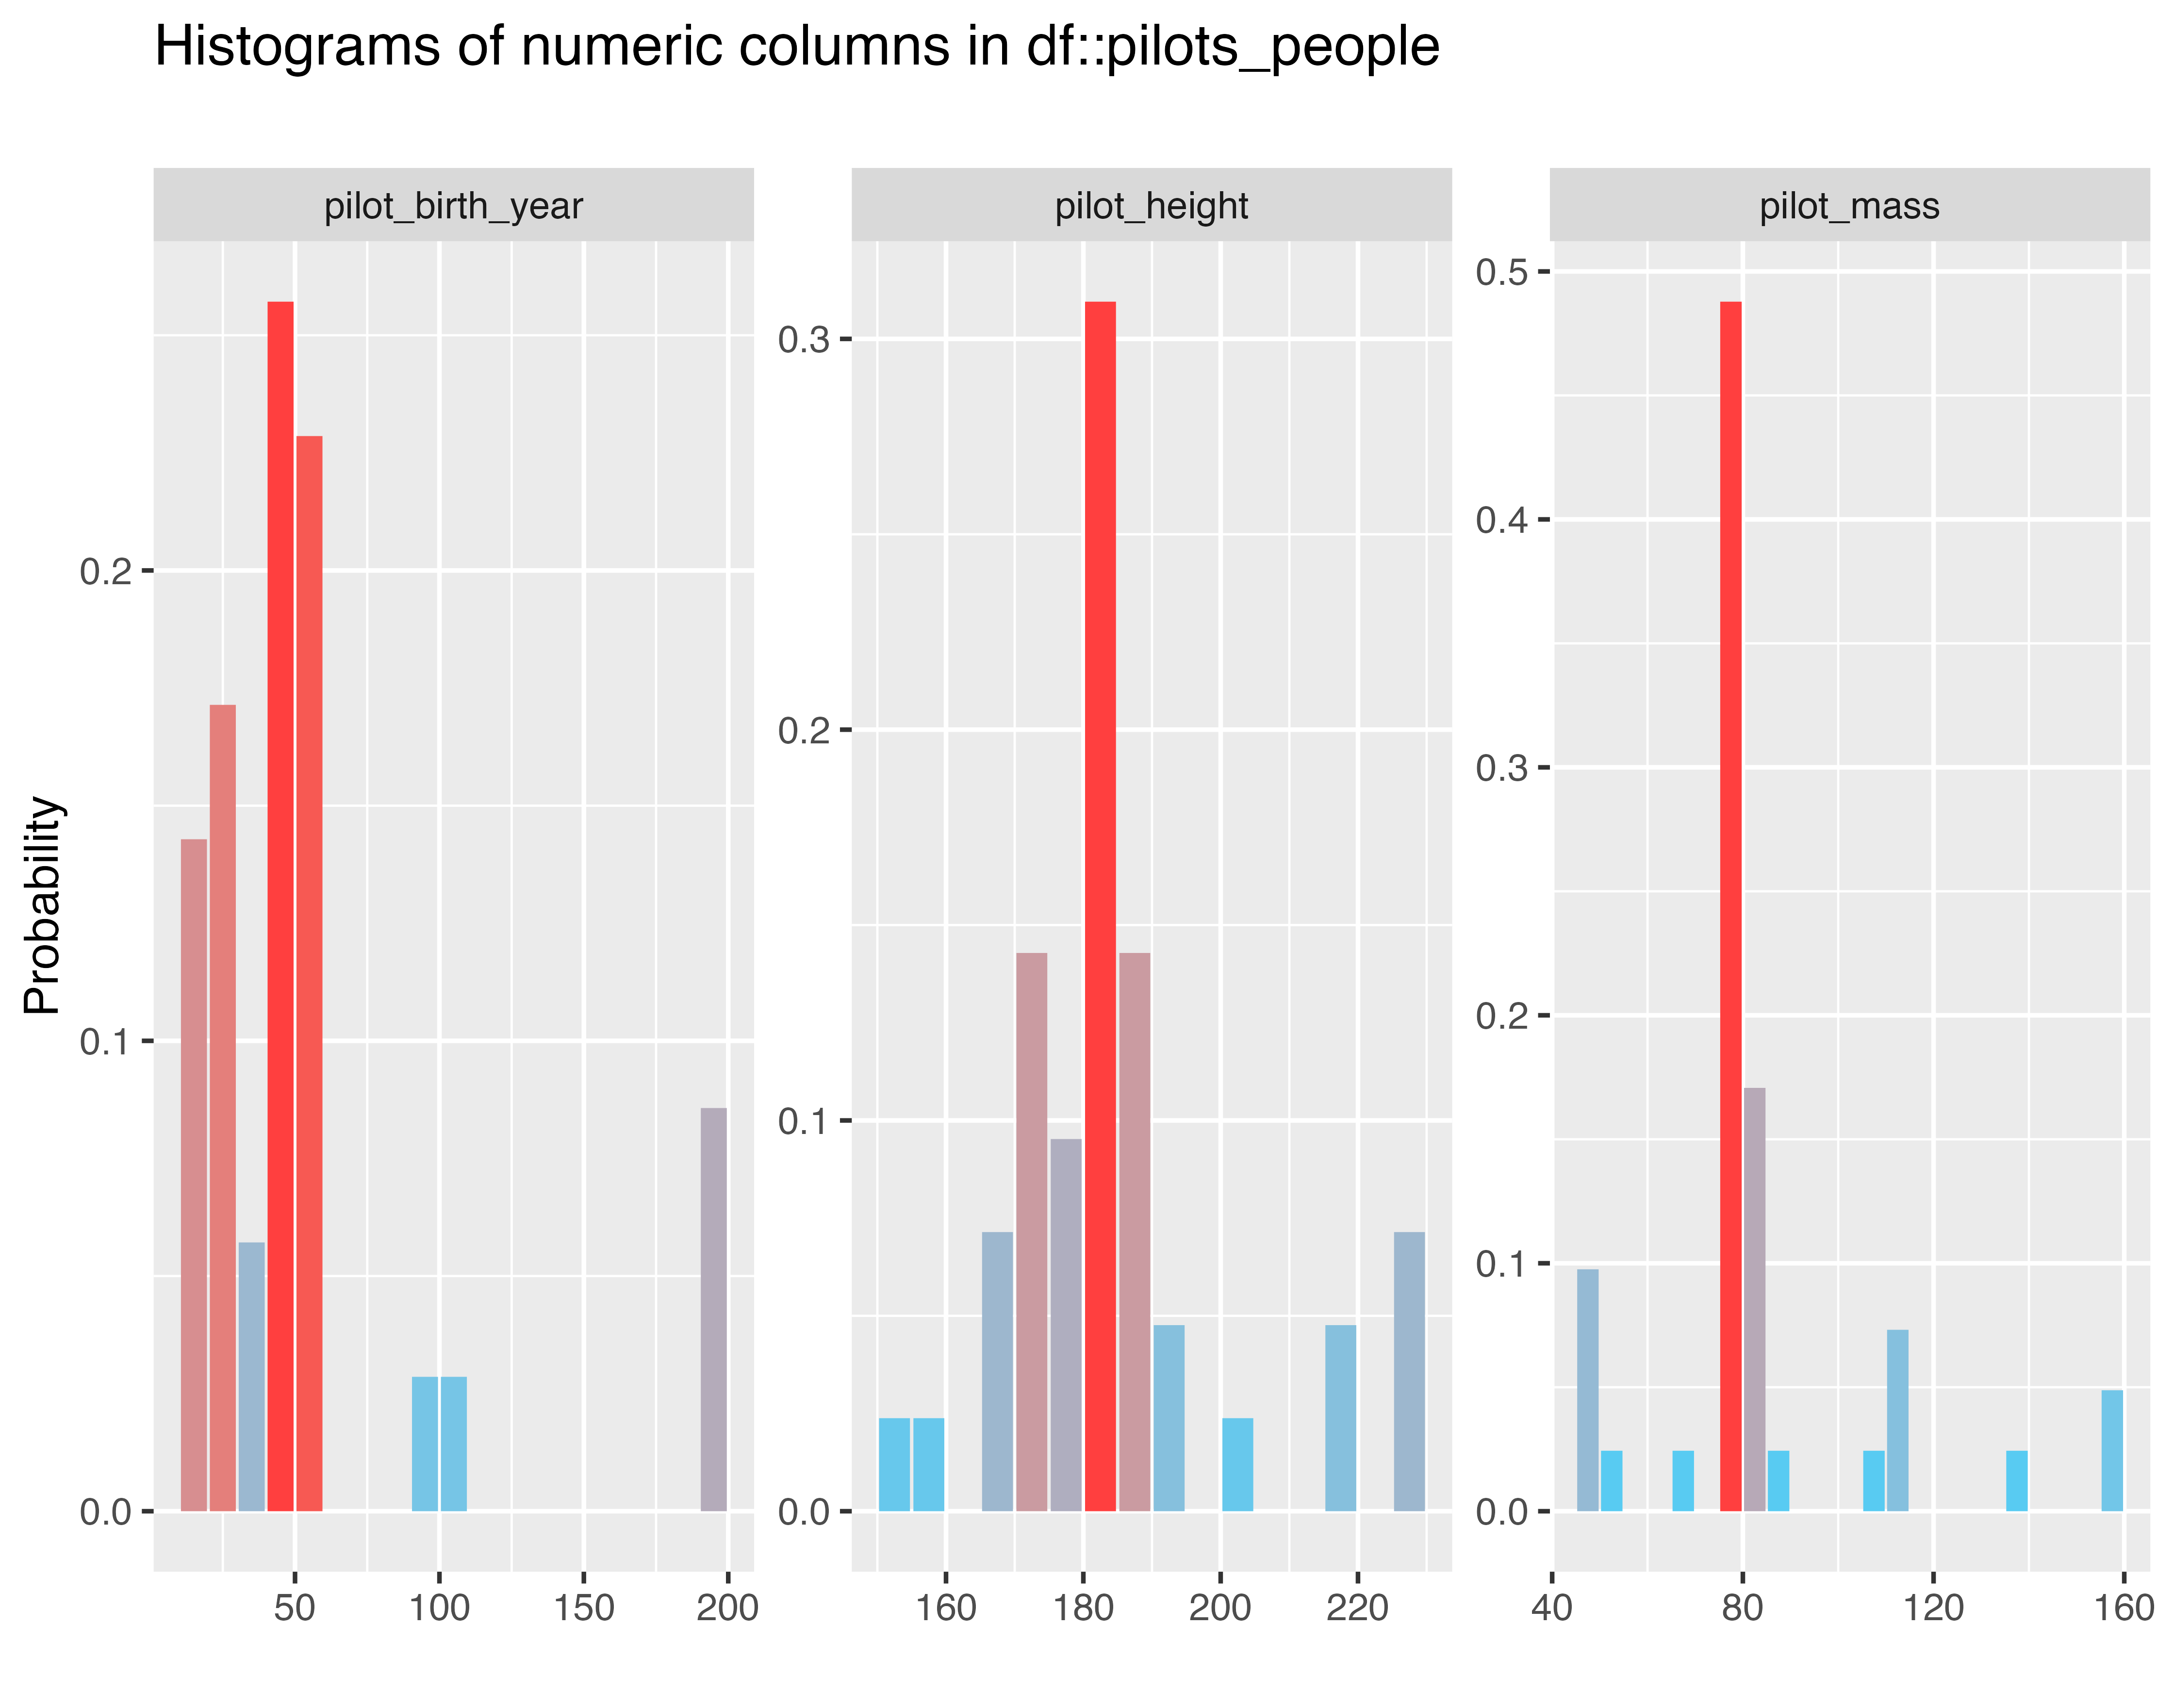 Histograms of numeric columns in df::pilots_people
pilot_birth_year
pilot_height
pilot_mass
Probability
0.2
0.1
0.0
50 100 150 200
0.3
0.2
0.1
0.0
160 180 200 220
0.5
0.4
0.3
0.2
0.1
0.0
40 80 120 160